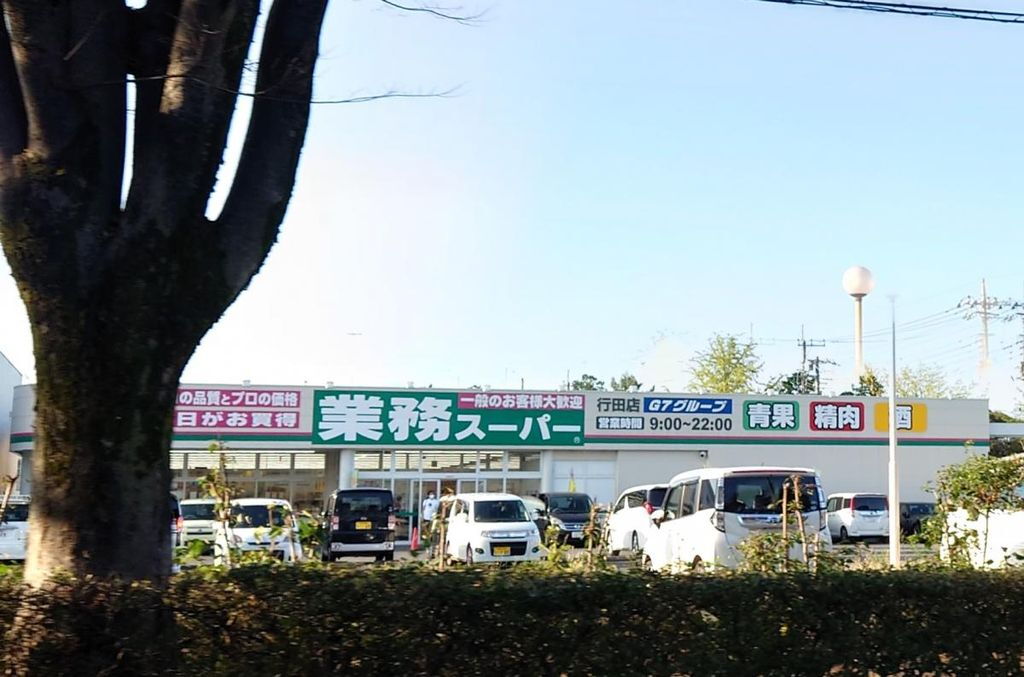 の品質とプロの価格
日がお買得
業務スーパー
一般のお客様大歓迎
行田店 G7グループ
営業時間 9:00~22:00
青果 精肉 酒